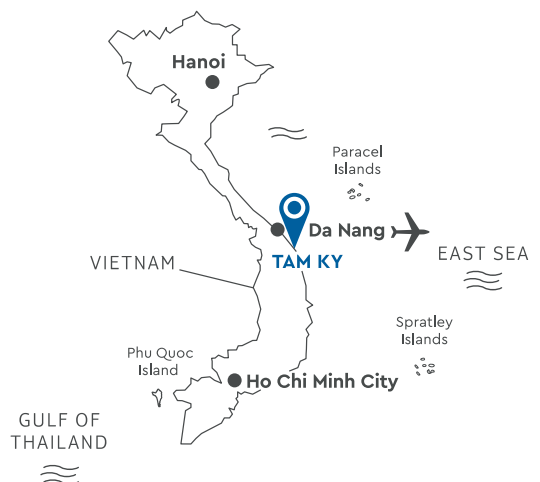 Hanoi
Paracel
Islands
Da Nang
TAM KY
EAST SEA
VIETNAM
Spratley
Islands
Phu Quoc
Island
Ho Chi Minh City
GULF OF
THAILAND